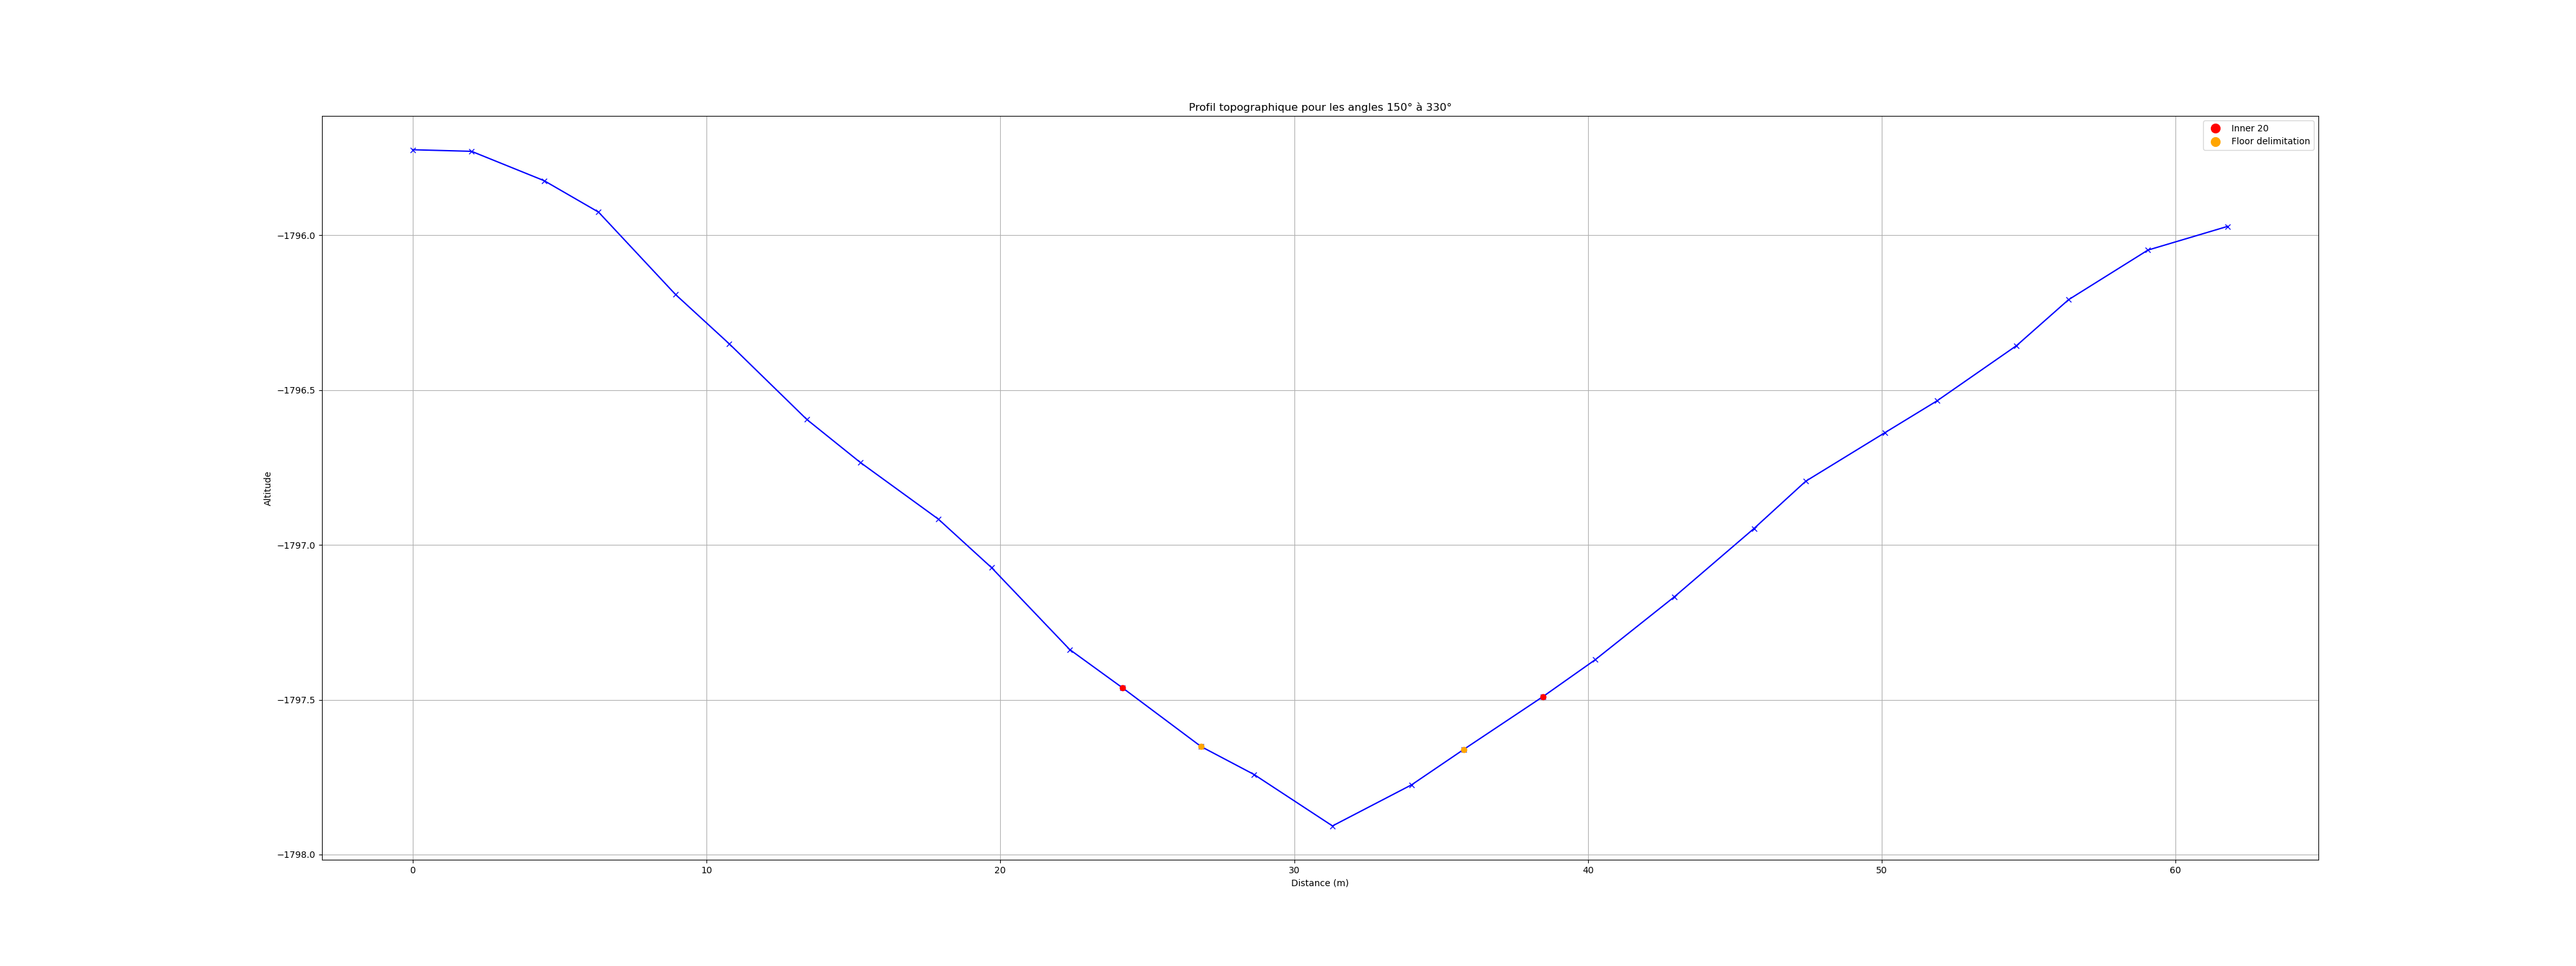 Profil topographique pour les angles 150° à 330°
Inner 20
Floor delimitation
Altitude
−1796.0
−1796.5
−1797.0
−1797.5
−1798.0
0 10 20 30 40 50 60
Distance (m)